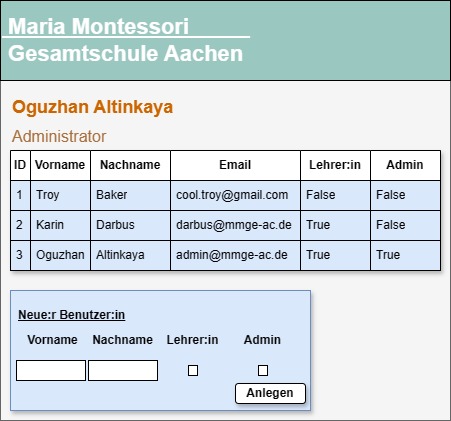 Maria Montessori
Gesamtschule Aachen
Oguzhan Altinkaya
Administrator
ID Vorname Nachname Email Lehrer:in Admin
1 Troy Baker cool.troy@gmail.com False False
2 Karin Darbus darbus@mmge-ac.de True False
3 Oguzhan Altinkaya admin@mmge-ac.de True True
Neue:r Benutzer:in
Vorname Nachname Lehrer:in Admin
Anlegen